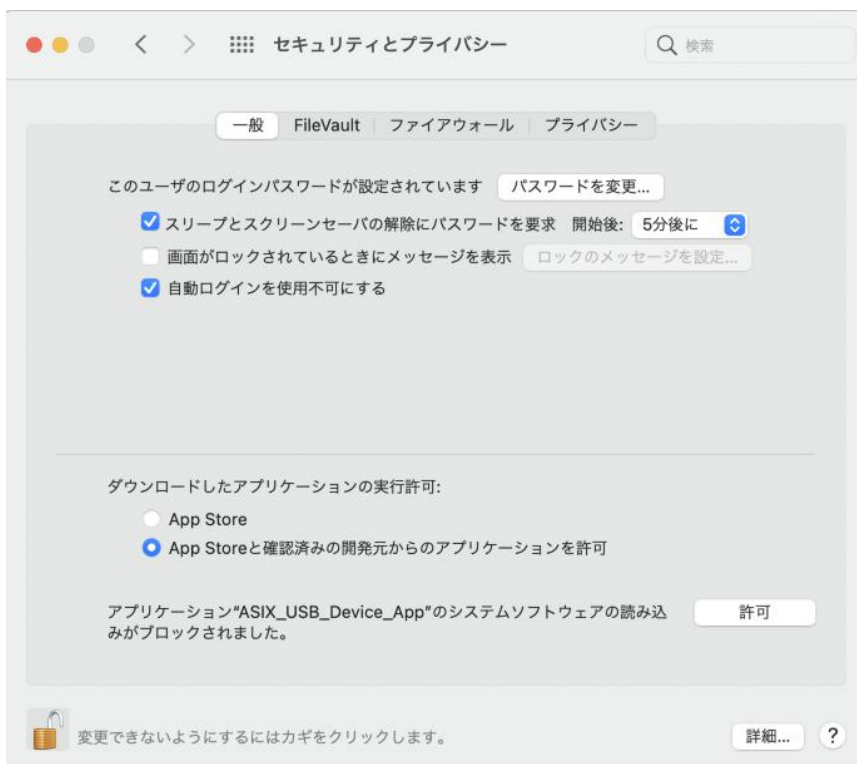 セキュリティとプライバシー
検索
一般 FileVault ファイアウォール プライバシー
このユーザのログインパスワードが設定されています パスワードを変更...
スリープとスクリーンセーバの解除にパスワードを要求 開始後: 5分後に
画面がロックされているときにメッセージを表示 ロックのメッセージを設定...
自動ログインを使用不可にする
ダウンロードしたアプリケーションの実行許可:
App Store
App Storeと確認済みの開発元からのアプリケーションを許可
アプリケーション“ASIX_USB_Device_App”のシステムソフトウェアの読み込 許可
みがブロックされました。
変更できないようにするにはカギをクリックします。 詳細... ?